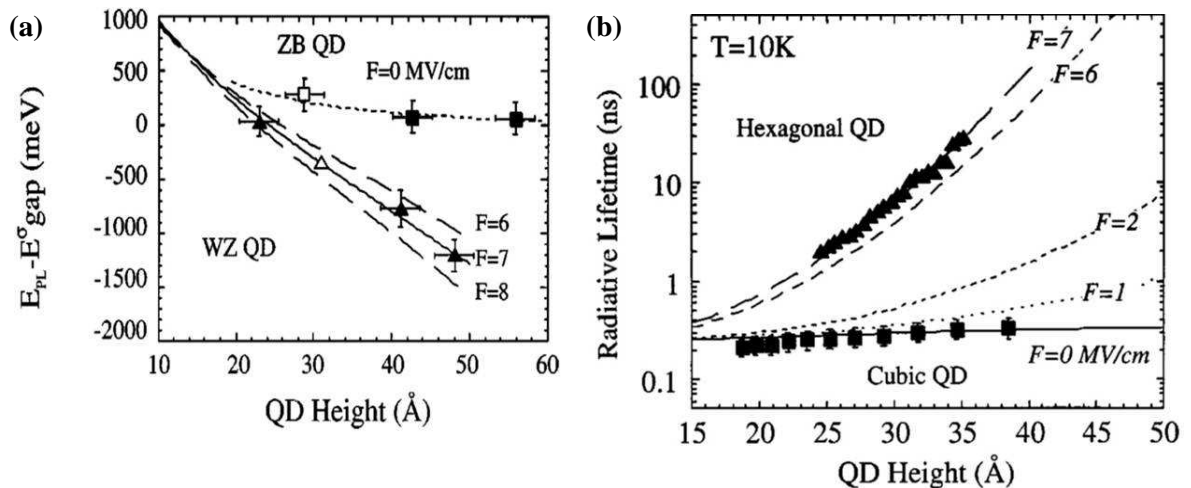 (a)
1000
500
0
-500
-1000
-1500
-2000
E_PL-E^σgap (meV)
ZB QD
F=0 MV/cm
WZ QD
F=6
F=7
F=8
10 20 30 40 50 60
QD Height (Å)
(b)
T=10K
F=7
F=6
Hexagonal QD
F=2
F=1
F=0 MV/cm
Cubic QD
100
10
1
0.1
Radiative Lifetime (ns)
15 20 25 30 35 40 45 50
QD Height (Å)